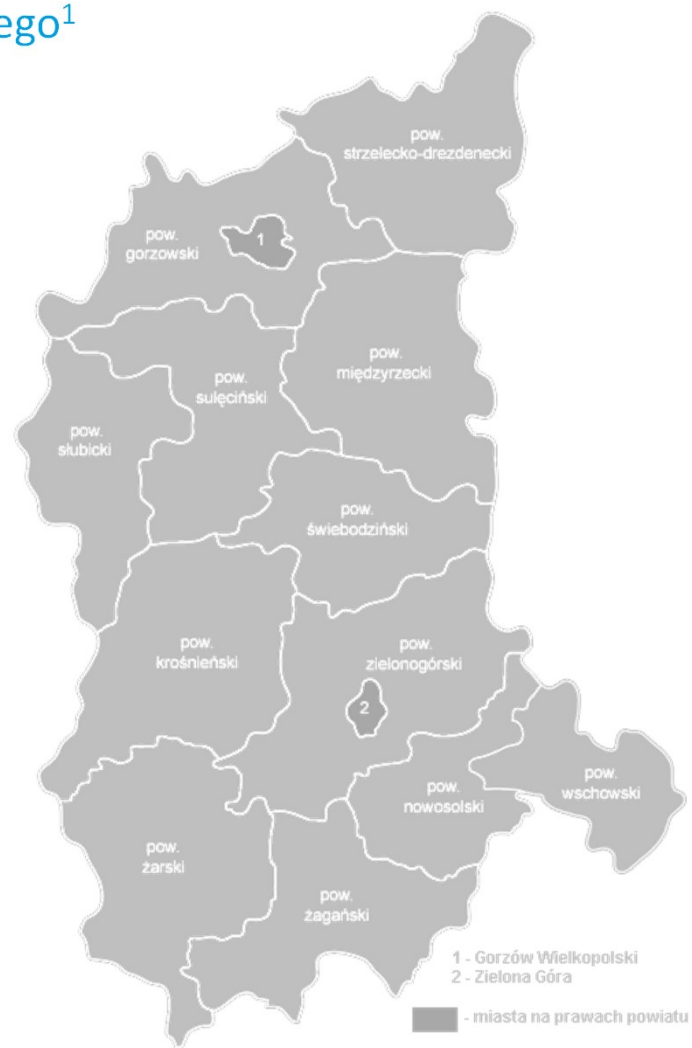 ego¹
pow.
strzelecko-drezdenecki
pow.
gorzowski
1
pow.
międzyrzecki
pow.
sulęciński
pow.
słubicki
pow.
świebodziński
pow.
krośnieński
pow.
zielonogórski
2
pow.
nowosolski
pow.
wschowski
pow.
żarski
pow.
żagański
1 - Gorzów Wielkopolski
2 - Zielona Góra
- miasta na prawach powiatu